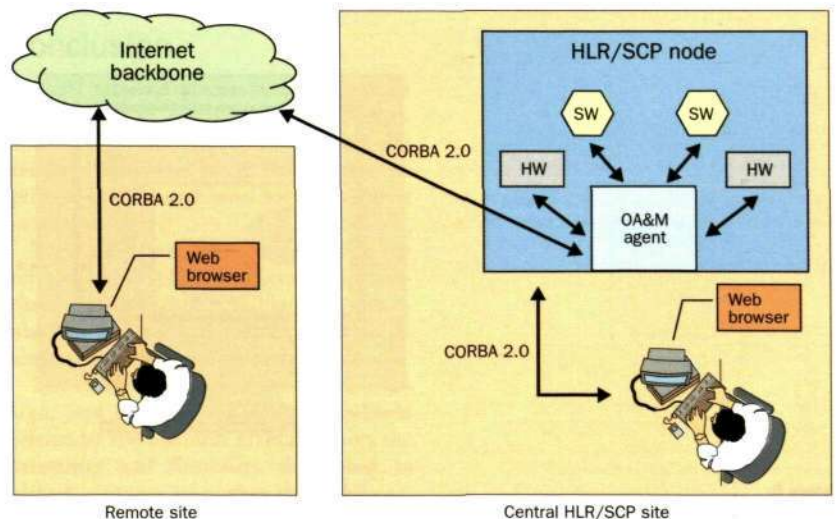 Internet
backbone
CORBA 2.0
Web
browser
Remote site
HLR/SCP node
SW
SW
HW
HW
OA&M
agent
CORBA 2.0
CORBA 2.0
Web
browser
Central HLR/SCP site